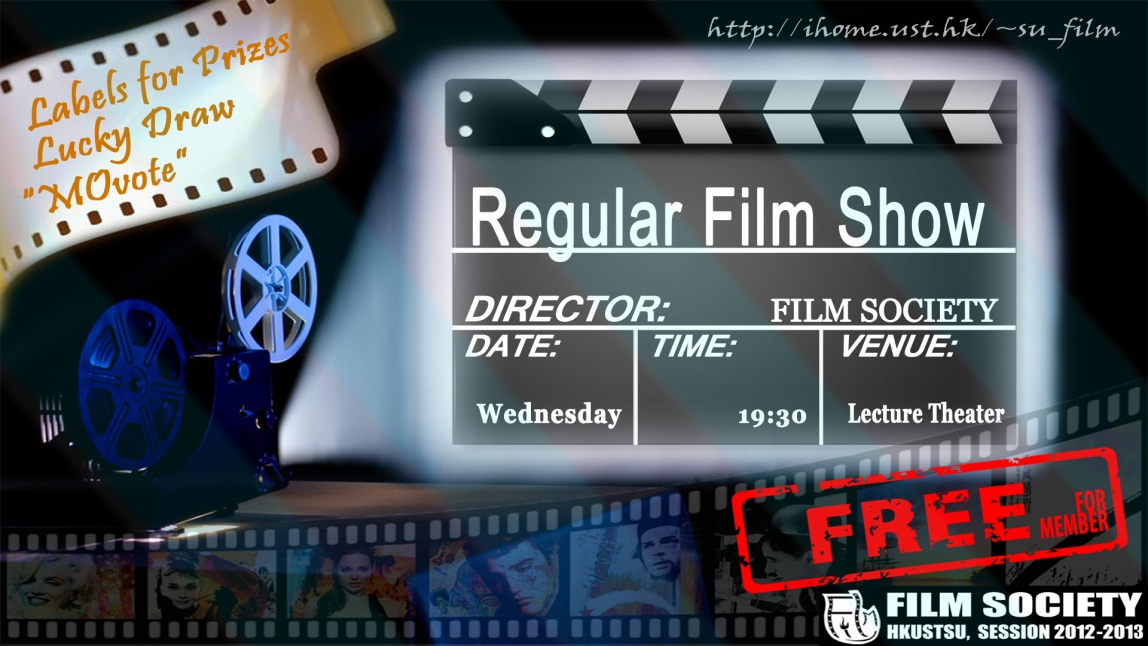 http://ihome.ust.hk/~su_film
Labels for Prizes
Lucky Draw
"MOvote"
Regular Film Show
DIRECTOR: FILM SOCIETY
DATE: TIME: VENUE:
Wednesday 19:30 Lecture Theater
FREE FOR
MEMBER
FILM SOCIETY
HKUSTSU, SESSION 2012-2013